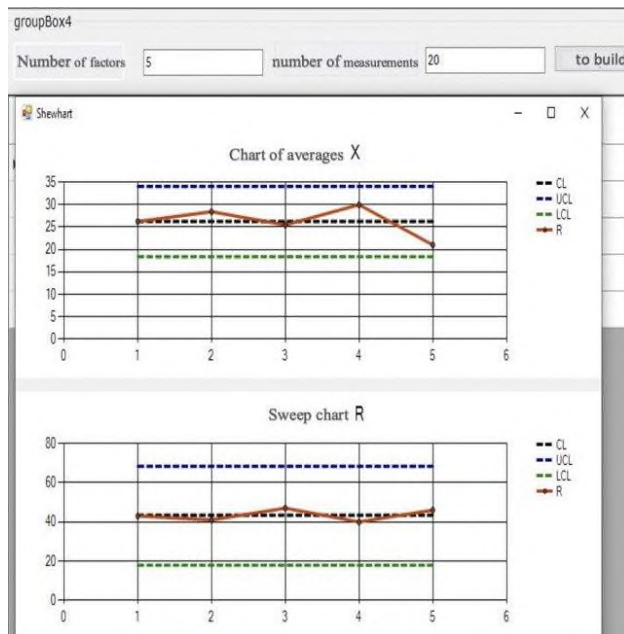 groupBox4
Number of factors 5 number of measurements 20 to build
Shewhart
Chart of averages X
35
30
25
20
15
10
5
0
0 1 2 3 4 5 6
CL
UCL
LCL
R
Sweep chart R
80
60
40
20
0
0 1 2 3 4 5 6
CL
UCL
LCL
R